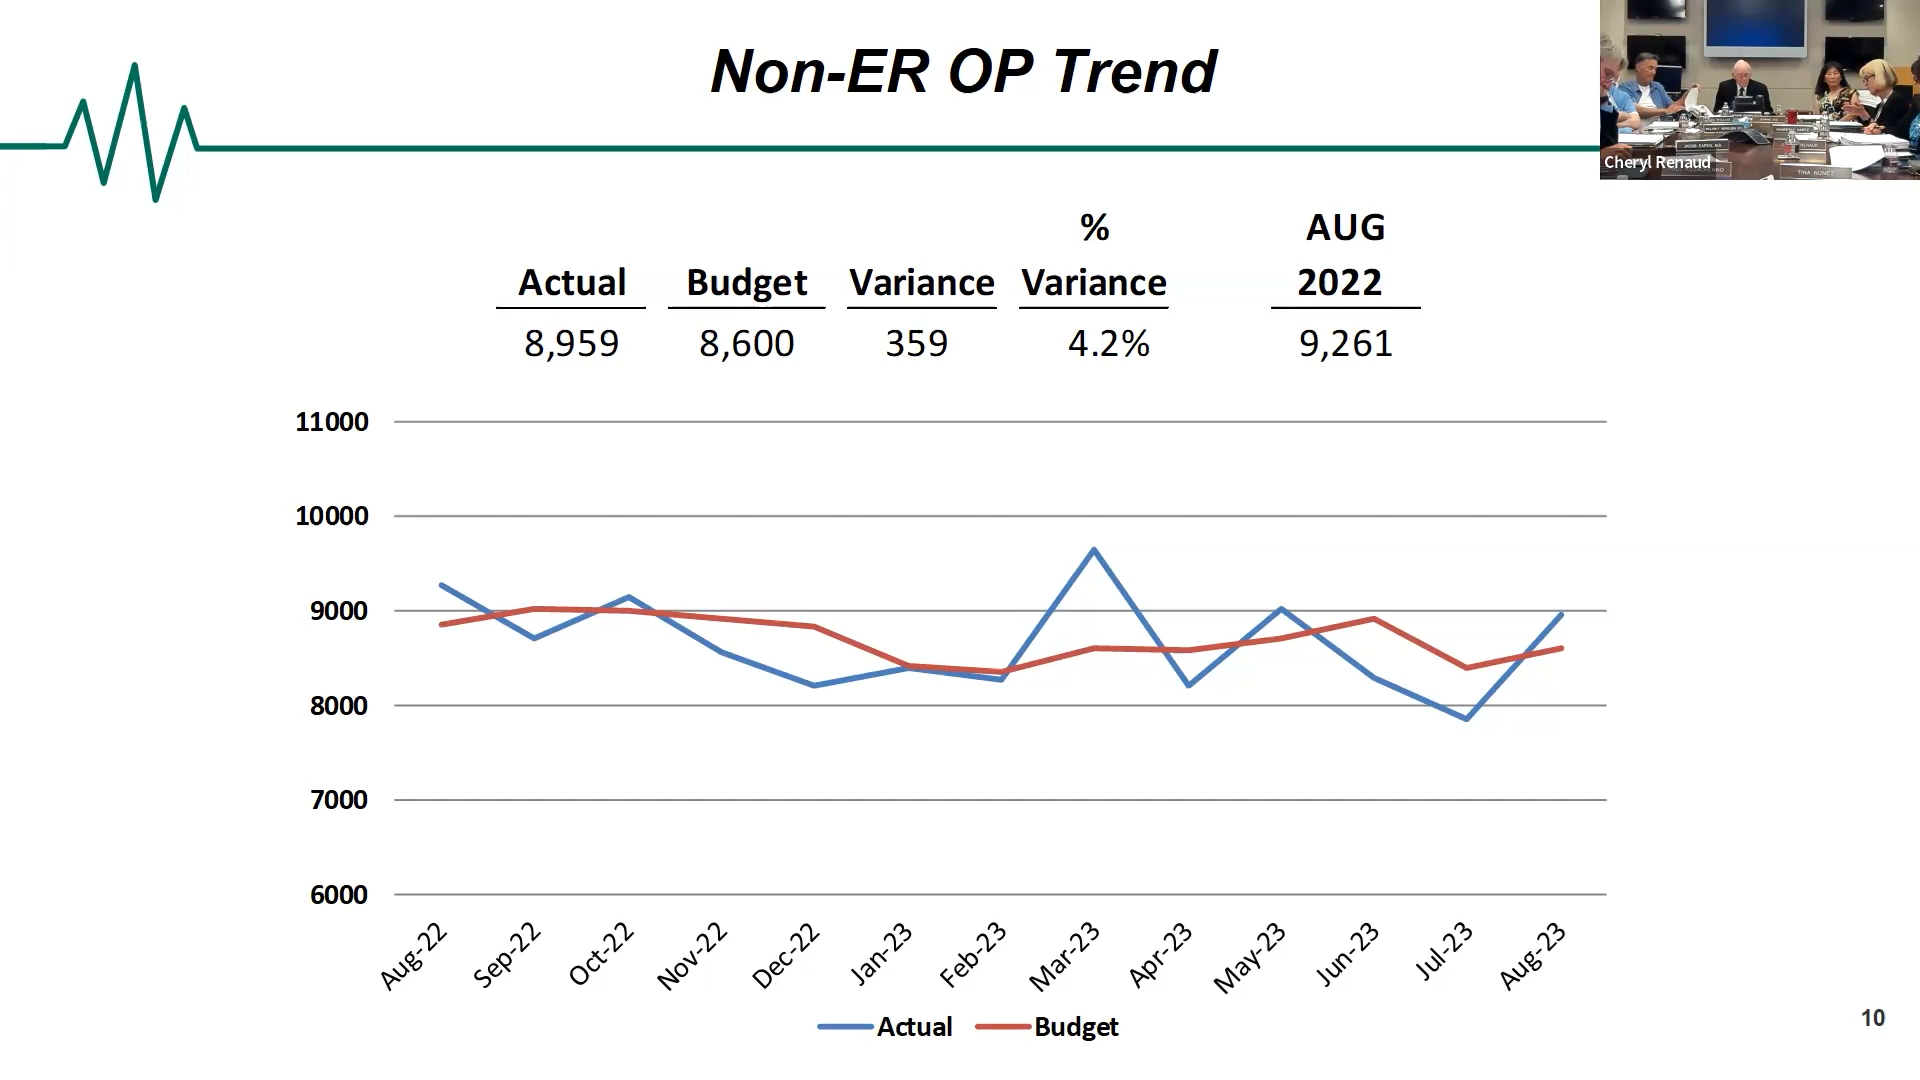 Non-ER OP Trend
Cheryl Renaud
TINA NUNEZ
% AUG
Actual Budget Variance Variance 2022
8,959 8,600 359 4.2% 9,261
11000
10000
9000
8000
7000
6000
Aug-22 Sep-22 Oct-22 Nov-22 Dec-22 Jan-23 Feb-23 Mar-23 Apr-23 May-23 Jun-23 Jul-23 Aug-23
Actual Budget
10